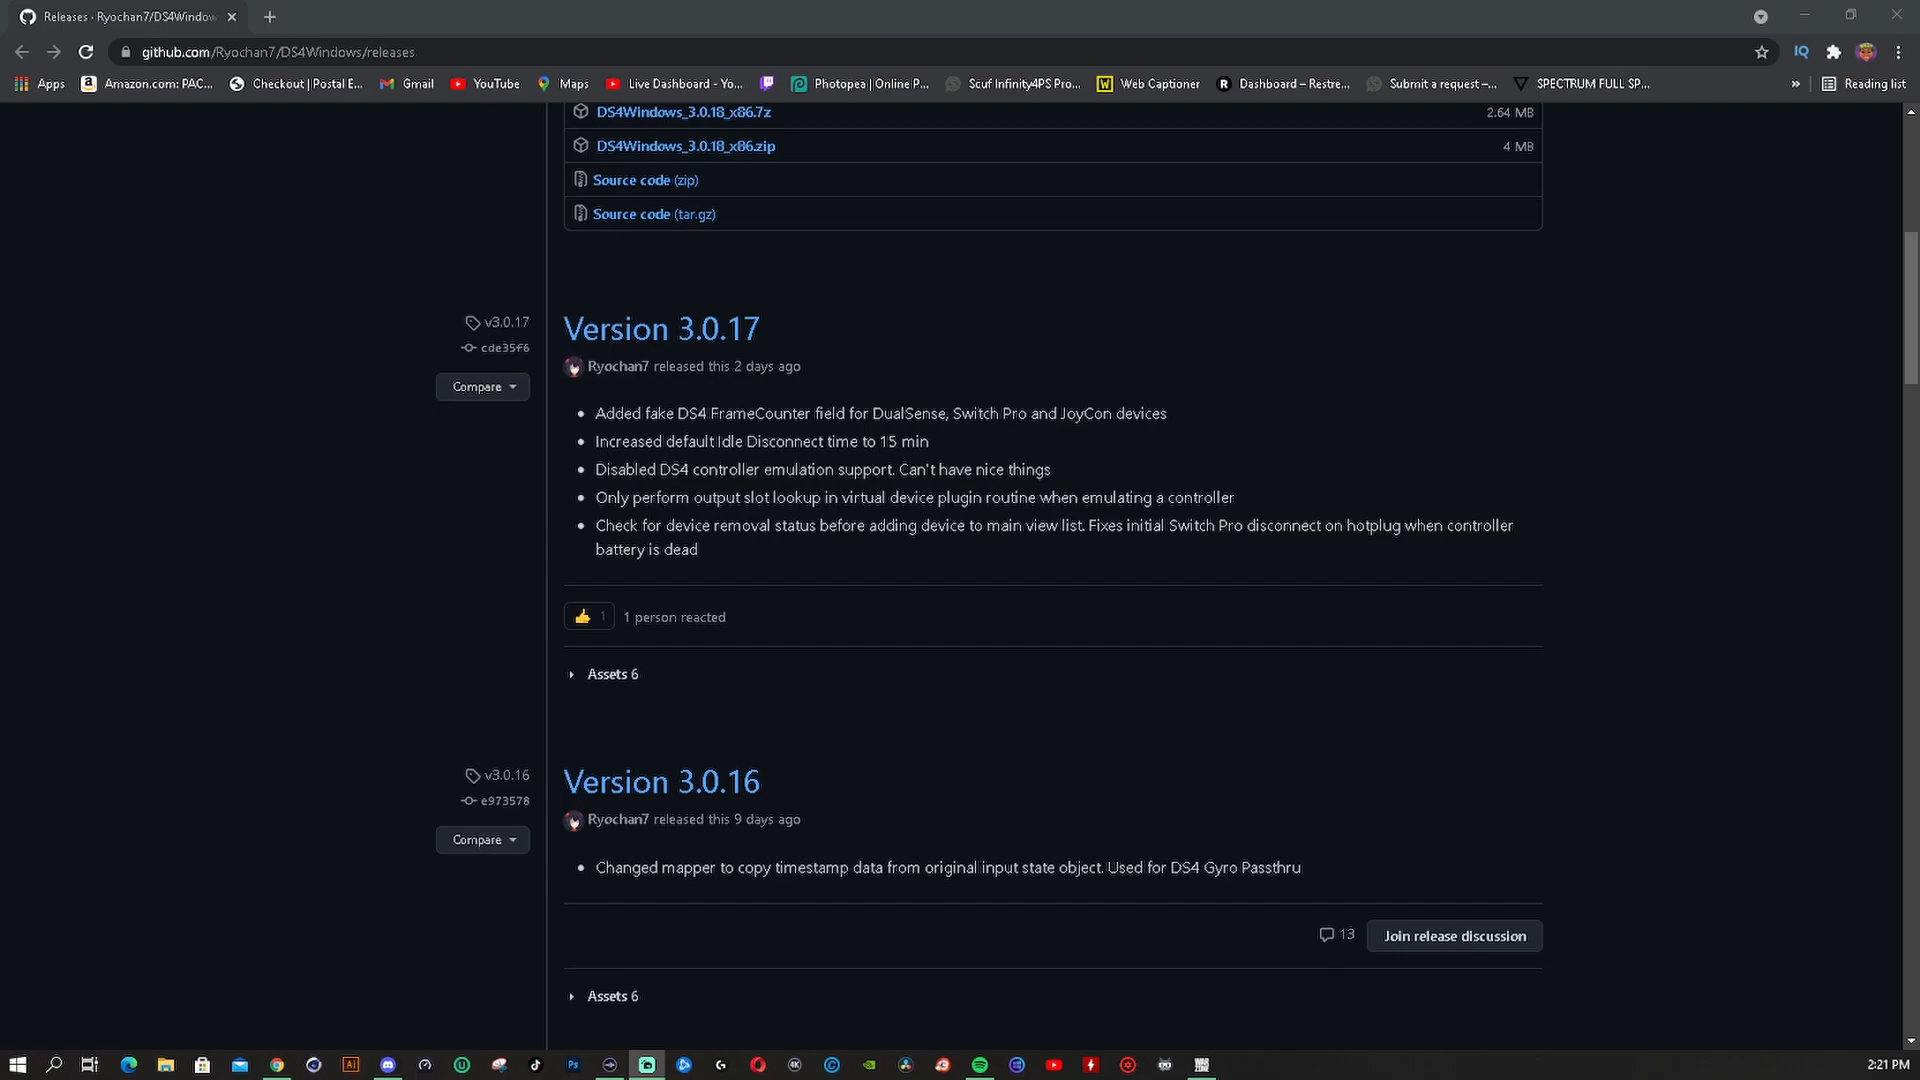 Releases · Ryochan7/DS4Window
github.com/Ryochan7/DS4Windows/releases
IQ
Apps
Amazon.com: PAC...
Checkout | Postal E...
Gmail
YouTube
Maps
Live Dashboard - Yo...
Photopea | Online P...
Scuf Infinity4PS Pro...
Web Captioner
Dashboard – Restre...
Submit a request –...
SPECTRUM FULL SP...
»
Reading list
DS4Windows_3.0.18_x86.7z 2.64 MB
DS4Windows_3.0.18_x86.zip 4 MB
Source code (zip)
Source code (tar.gz)
v3.0.17
cde35f6
Compare
Version 3.0.17
Ryochan7 released this 2 days ago
• Added fake DS4 FrameCounter field for DualSense, Switch Pro and JoyCon devices
• Increased default Idle Disconnect time to 15 min
• Disabled DS4 controller emulation support. Can't have nice things
• Only perform output slot lookup in virtual device plugin routine when emulating a controller
• Check for device removal status before adding device to main view list. Fixes initial Switch Pro disconnect on hotplug when controller
battery is dead
👍 1 1 person reacted
Assets 6
v3.0.16
e973578
Compare
Version 3.0.16
Ryochan7 released this 9 days ago
• Changed mapper to copy timestamp data from original input state object. Used for DS4 Gyro Passthru
13 Join release discussion
Assets 6
Ai
Ps
4K
2:21 PM